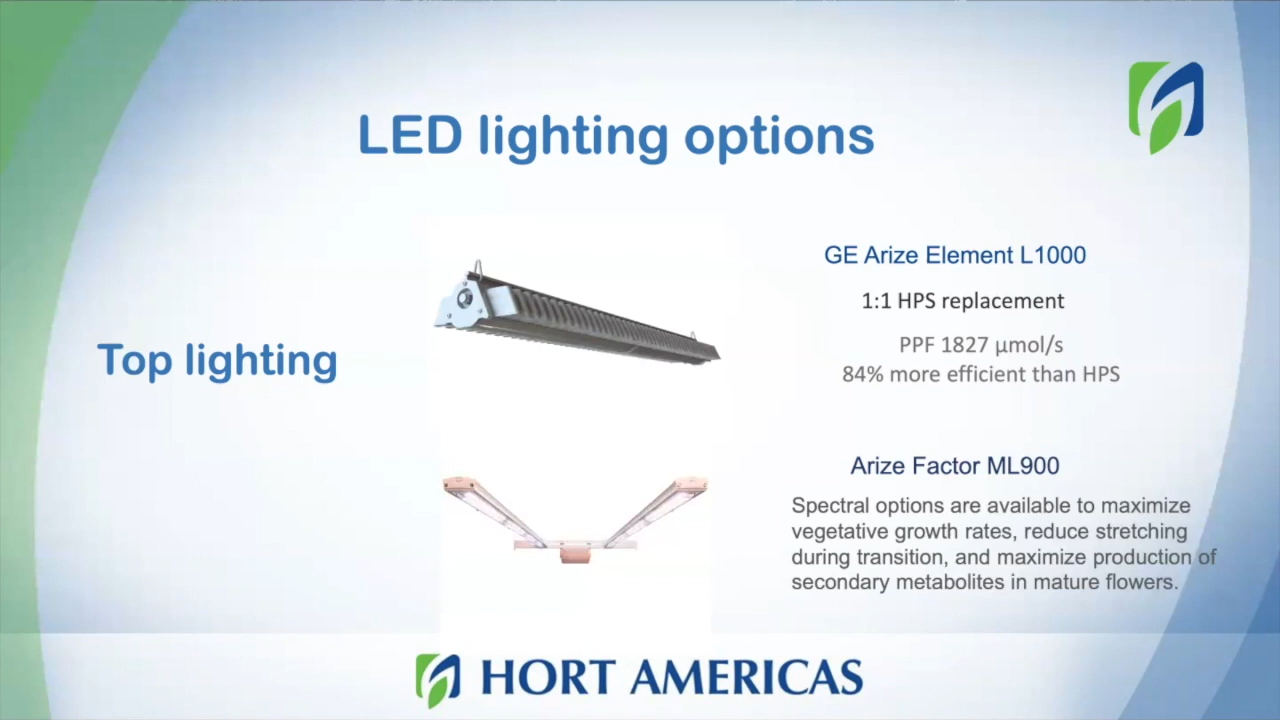 LED lighting options
Top lighting
GE Arize Element L1000
1:1 HPS replacement
PPF 1827 µmol/s
84% more efficient than HPS
Arize Factor ML900
Spectral options are available to maximize
vegetative growth rates, reduce stretching
during transition, and maximize production of
secondary metabolites in mature flowers.
HORT AMERICAS